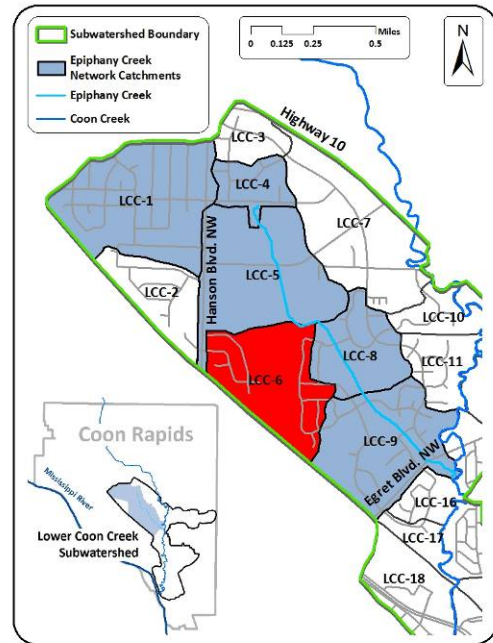 Subwatershed Boundary
Epiphany Creek
Network Catchments
Epiphany Creek
Coon Creek
Miles
0 0.125 0.25 0.5
N
Highway 10
LCC-3
LCC-4
LCC-1
LCC-7
Hanson Blvd. NW
LCC-5
LCC-2
LCC-10
LCC-8
LCC-11
LCC-6
LCC-9
Egret Blvd. NW
LCC-16
LCC-17
LCC-18
Coon Rapids
Mississippi River
Lower Coon Creek
Subwatershed